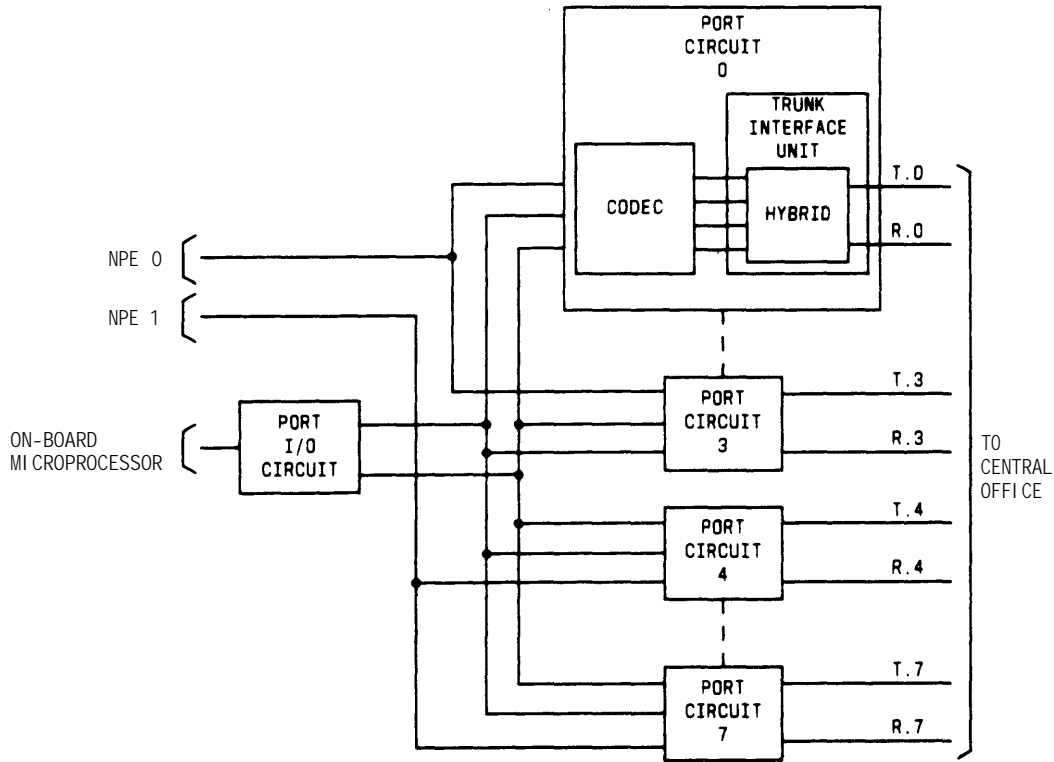 PORT
CIRCUIT
0
TRUNK
INTERFACE
UNIT
CODEC
HYBRID
T.0
R.0
NPE 0
NPE 1
PORT
CIRCUIT
3
T.3
R.3
ON-BOARD
MICROPROCESSOR
PORT
I/O
CIRCUIT
TO
CENTRAL
OFFICE
PORT
CIRCUIT
4
T.4
R.4
PORT
CIRCUIT
7
T.7
R.7